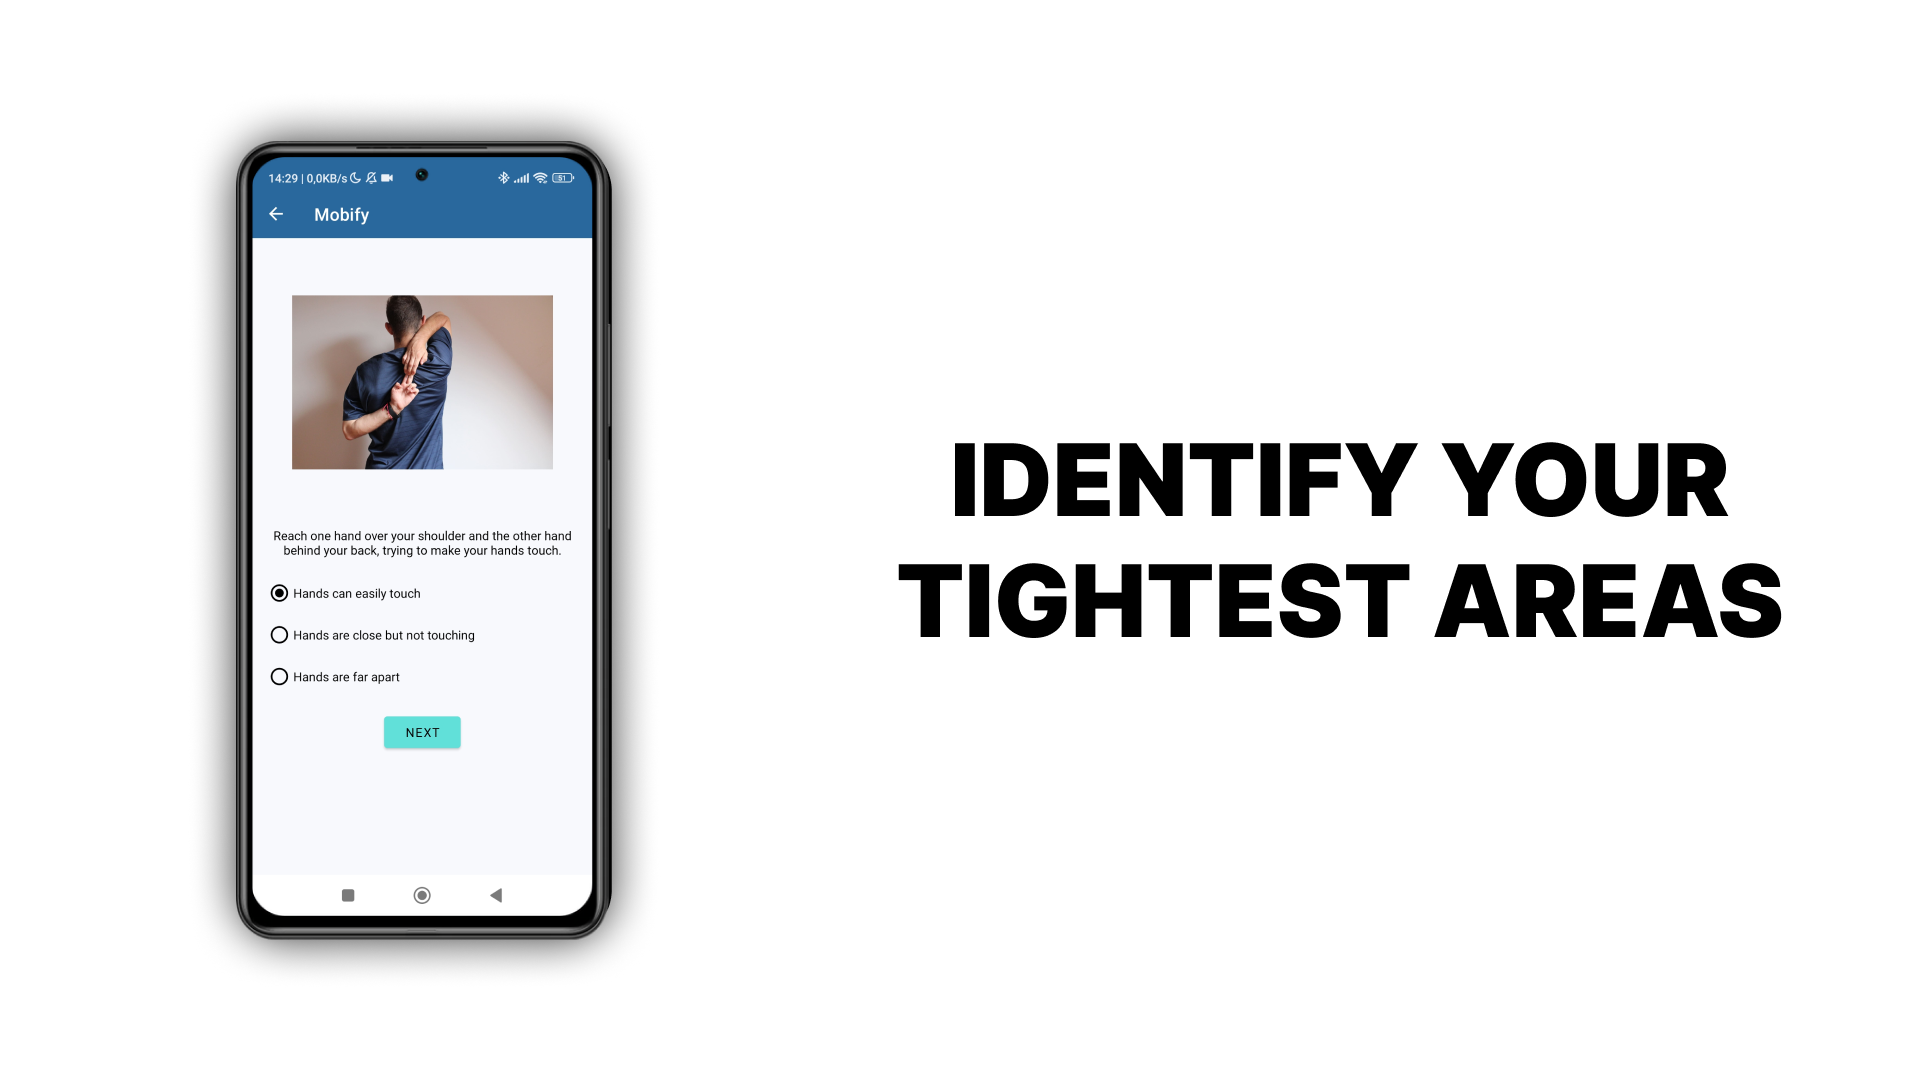 14:29 | 0,0KB/s
51
Mobify
Reach one hand over your shoulder and the other hand
behind your back, trying to make your hands touch.
Hands can easily touch
Hands are close but not touching
Hands are far apart
NEXT
IDENTIFY YOUR
TIGHTEST AREAS